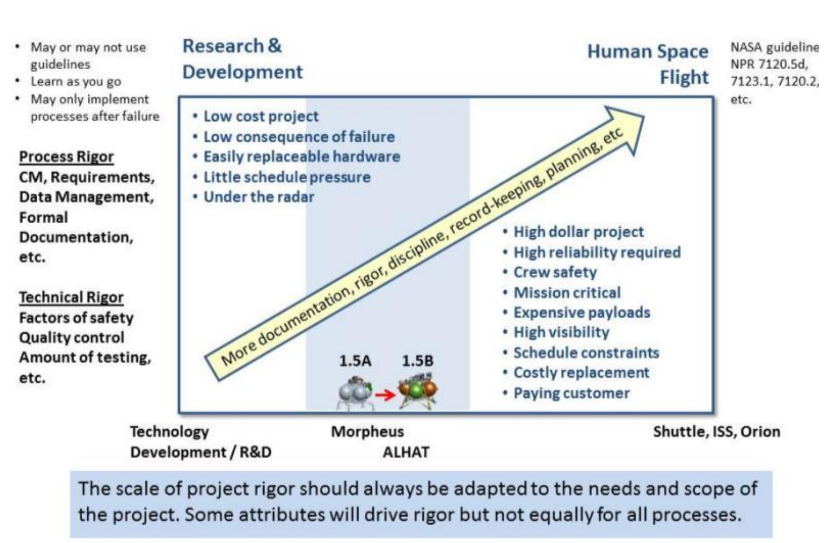 • May or may not use
guidelines
• Learn as you go
• May only implement
processes after failure
Research &
Development
Human Space
Flight
NASA guideline
NPR 7120.5d,
7123.1, 7120.2,
etc.
Process Rigor
CM, Requirements,
Data Management,
Formal
Documentation,
etc.
Technical Rigor
Factors of safety
Quality control
Amount of testing,
etc.
• Low cost project
• Low consequence of failure
• Easily replaceable hardware
• Little schedule pressure
• Under the radar
More documentation, rigor, discipline, record-keeping, planning, etc
• High dollar project
• High reliability required
• Crew safety
• Mission critical
• Expensive payloads
• High visibility
• Schedule constraints
• Costly replacement
• Paying customer
1.5A 1.5B
Technology
Development / R&D
Morpheus
ALHAT
Shuttle, ISS, Orion
The scale of project rigor should always be adapted to the needs and scope of
the project. Some attributes will drive rigor but not equally for all processes.